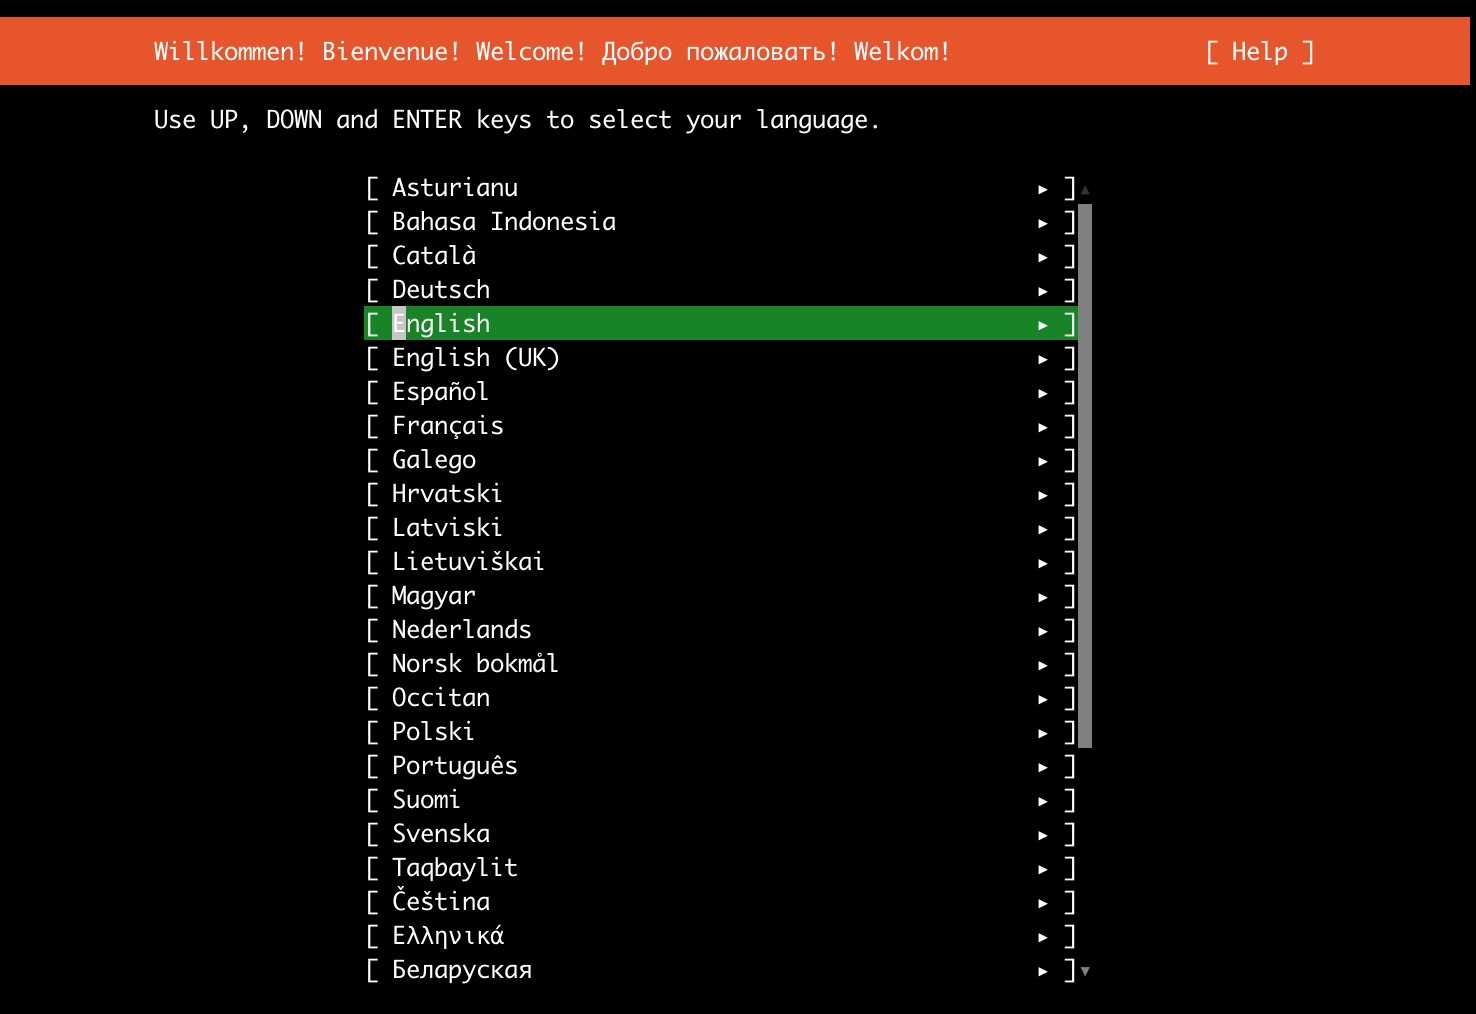 Willkommen! Bienvenue! Welcome! Добро пожаловать! Welkom! [ Help ]
Use UP, DOWN and ENTER keys to select your language.
[ Asturianu ▸ ]
[ Bahasa Indonesia ▸ ]
[ Català ▸ ]
[ Deutsch ▸ ]
[ English ▸ ]
[ English (UK) ▸ ]
[ Español ▸ ]
[ Français ▸ ]
[ Galego ▸ ]
[ Hrvatski ▸ ]
[ Latviski ▸ ]
[ Lietuviškai ▸ ]
[ Magyar ▸ ]
[ Nederlands ▸ ]
[ Norsk bokmål ▸ ]
[ Occitan ▸ ]
[ Polski ▸ ]
[ Português ▸ ]
[ Suomi ▸ ]
[ Svenska ▸ ]
[ Taqbaylit ▸ ]
[ Čeština ▸ ]
[ Ελληνικά ▸ ]
[ Беларуская ▸ ]